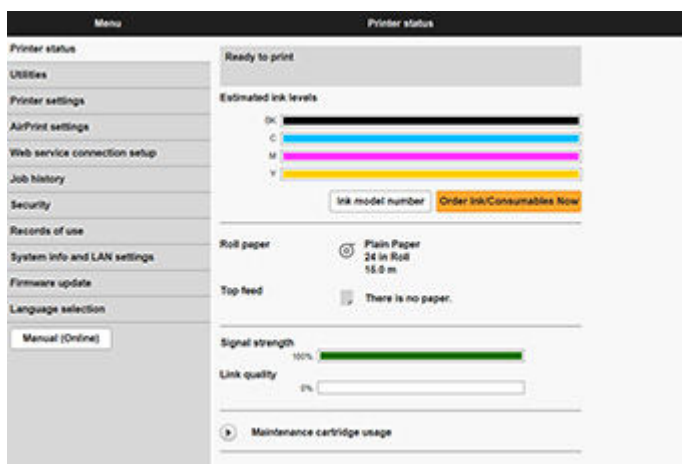 Menu
Printer status
Printer status
Utilities
Printer settings
AirPrint settings
Web service connection setup
Job history
Security
Records of use
System info and LAN settings
Firmware update
Language selection
Manual (Online)
Ready to print
Estimated ink levels
BK
C
M
Y
Ink model number
Order Ink/Consumables Now
Roll paper
Plain Paper
24 in Roll
15.0 m
Top feed
There is no paper.
Signal strength
100%
Link quality
0%
Maintenance cartridge usage